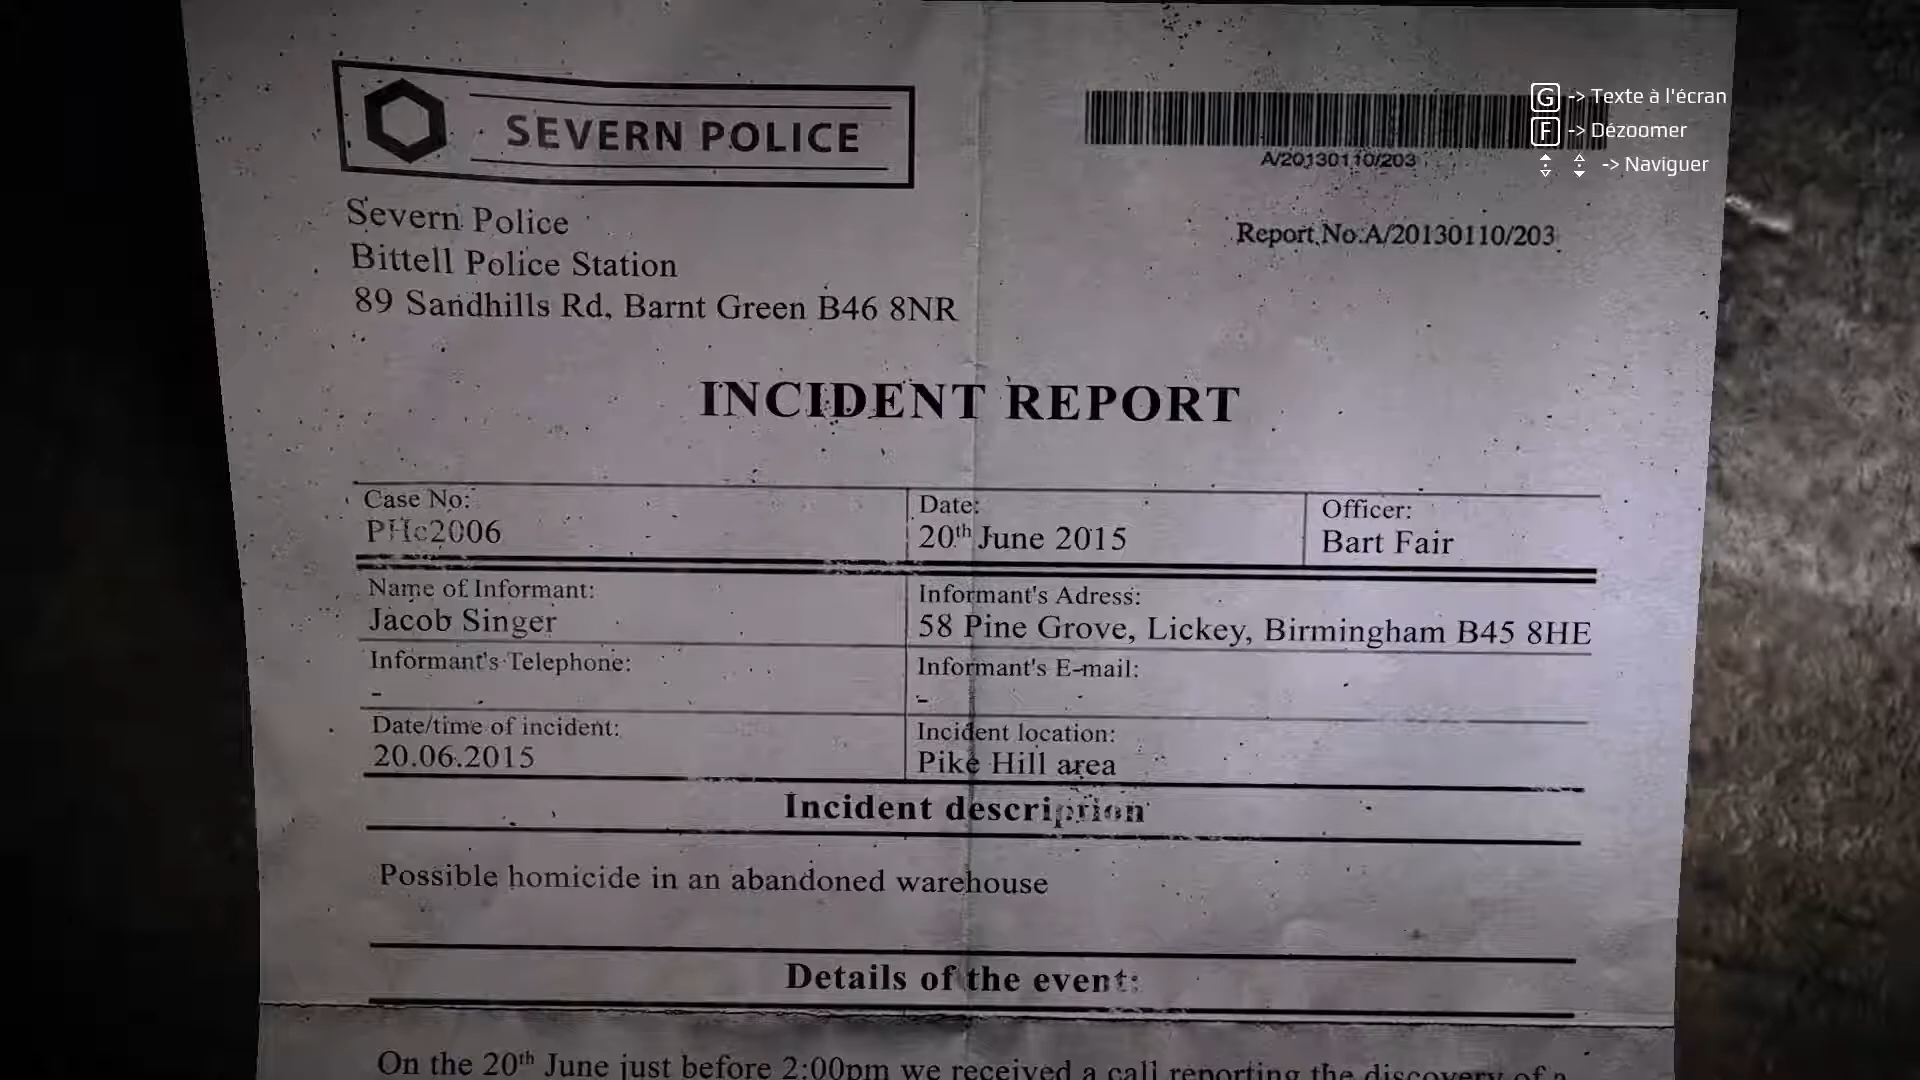 SEVERN POLICE
A/20130110/203
G -> Texte à l'écran
F -> Dézoomer
-> Naviguer
Severn Police
Bittell Police Station
89 Sandhills Rd, Barnt Green B46 8NR
Report No:A/20130110/203
INCIDENT REPORT
Case No:
PHc2006
Date:
20th June 2015
Officer:
Bart Fair
Name of Informant:
Jacob Singer
Informant's Adress:
58 Pine Grove, Lickey, Birmingham B45 8HE
Informant's Telephone:
-
Informant's E-mail:
-
Date/time of incident:
20.06.2015
Incident location:
Pike Hill area
Incident description
Possible homicide in an abandoned warehouse
Details of the event:
On the 20th June just before 2:00pm we received a call reporting the discovery of a